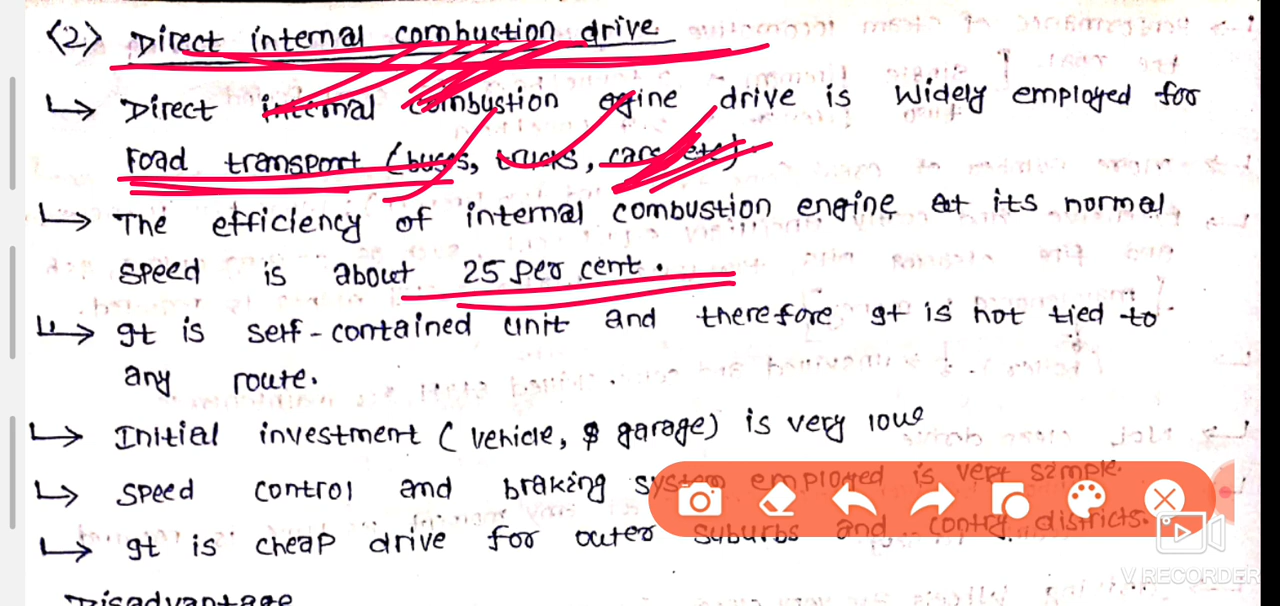 (2) Direct internal combustion drive
↳ Direct internal combustion egine drive is widely employed for
road transport (buses, trucks, cars etc).
↳ The efficiency of internal combustion engine at its normal
speed is about 25 per cent.
↳ It is self-contained unit and therefore it is not tied to
any route.
↳ Initial investment (vehicle, $ garage) is very low
↳ speed control and braking system employed is very simple.
↳ It is cheap drive for outer suburbs and contry districts.
Disadvantage
V RECORDER